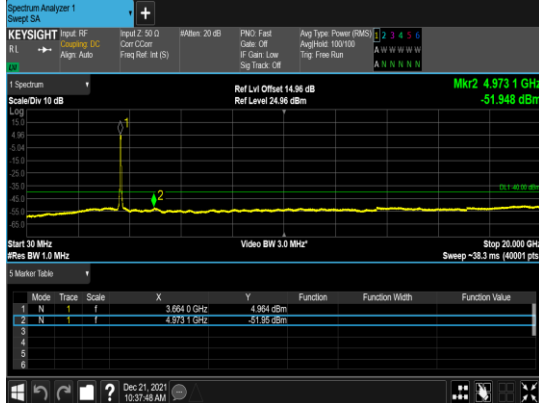 Spectrum Analyzer 1
Swept SA
+
KEYSIGHT Input: RF Input Z: 50 Ω #Atten: 20 dB PNO: Fast Avg Type: Power (RMS) 1 2 3 4 5 6
RL Coupling: DC Corr CCorr Gate: Off Avg|Hold: 100/100 A W W W W W
Align: Auto Freq Ref: Int (S) IF Gain: Low Trig: Free Run A N N N N N
Sig Track: Off
1 Spectrum Ref Lvl Offset 14.96 dB Mkr2 4.973 1 GHz
Scale/Div 10 dB Ref Level 24.96 dBm -51.948 dBm
Log
15.0
4.96
-5.04
-15.0
-25.0
-35.0
-45.0
-55.0
-65.0
1
2
DL1 -40.00 dBm
Start 30 MHz Video BW 3.0 MHz* Stop 20.000 GHz
#Res BW 1.0 MHz Sweep ~38.3 ms (40001 pts)
5 Marker Table
Mode Trace Scale X Y Function Function Width Function Value
1 N 1 f 3.664 0 GHz 4.964 dBm
2 N 1 f 4.973 1 GHz -51.95 dBm
3
4
5
6
? Dec 21, 2021
10:37:48 AM